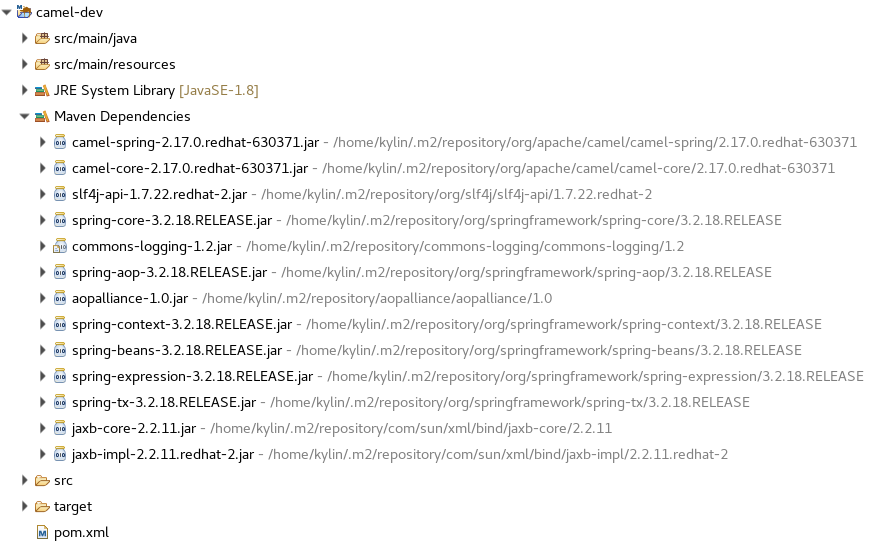 camel-dev
src/main/java
src/main/resources
JRE System Library [JavaSE-1.8]
Maven Dependencies
camel-spring-2.17.0.redhat-630371.jar - /home/kylin/.m2/repository/org/apache/camel/camel-spring/2.17.0.redhat-630371
camel-core-2.17.0.redhat-630371.jar - /home/kylin/.m2/repository/org/apache/camel/camel-core/2.17.0.redhat-630371
slf4j-api-1.7.22.redhat-2.jar - /home/kylin/.m2/repository/org/slf4j/slf4j-api/1.7.22.redhat-2
spring-core-3.2.18.RELEASE.jar - /home/kylin/.m2/repository/org/springframework/spring-core/3.2.18.RELEASE
commons-logging-1.2.jar - /home/kylin/.m2/repository/commons-logging/commons-logging/1.2
spring-aop-3.2.18.RELEASE.jar - /home/kylin/.m2/repository/org/springframework/spring-aop/3.2.18.RELEASE
aopalliance-1.0.jar - /home/kylin/.m2/repository/aopalliance/aopalliance/1.0
spring-context-3.2.18.RELEASE.jar - /home/kylin/.m2/repository/org/springframework/spring-context/3.2.18.RELEASE
spring-beans-3.2.18.RELEASE.jar - /home/kylin/.m2/repository/org/springframework/spring-beans/3.2.18.RELEASE
spring-expression-3.2.18.RELEASE.jar - /home/kylin/.m2/repository/org/springframework/spring-expression/3.2.18.RELEASE
spring-tx-3.2.18.RELEASE.jar - /home/kylin/.m2/repository/org/springframework/spring-tx/3.2.18.RELEASE
jaxb-core-2.2.11.jar - /home/kylin/.m2/repository/com/sun/xml/bind/jaxb-core/2.2.11
jaxb-impl-2.2.11.redhat-2.jar - /home/kylin/.m2/repository/com/sun/xml/bind/jaxb-impl/2.2.11.redhat-2
src
target
pom.xml